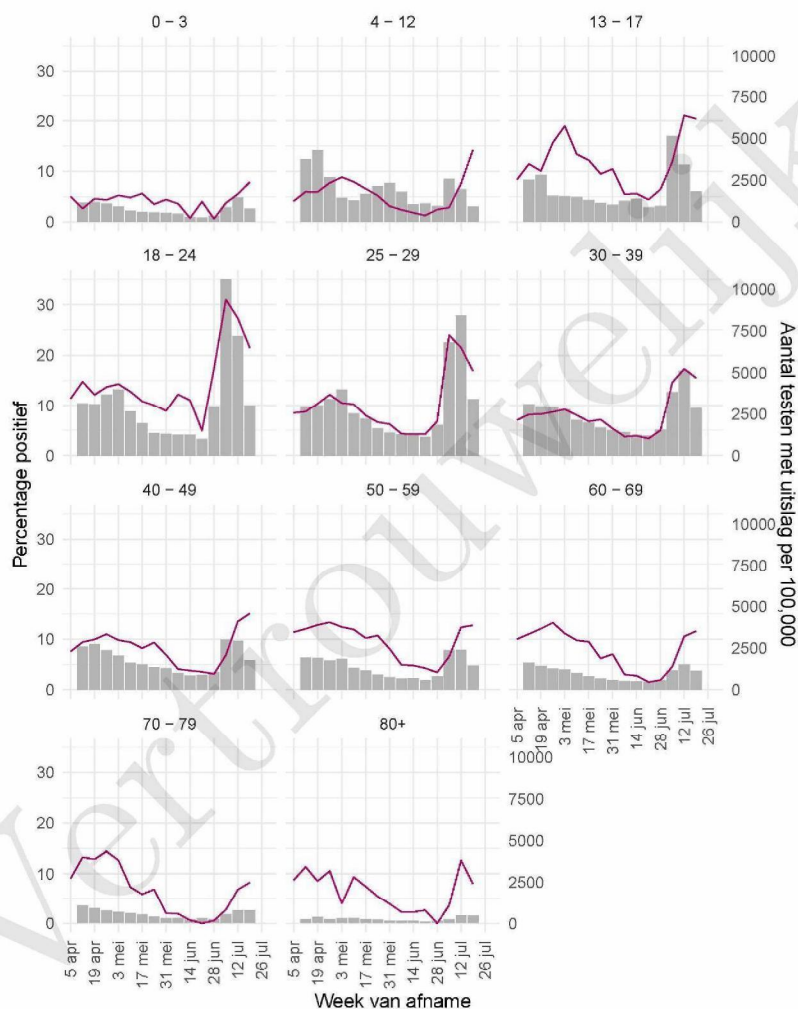 0 – 3
4 – 12
13 – 17
30
20
10
0
10000
7500
5000
2500
0
18 – 24
25 – 29
30 – 39
30
20
10
0
10000
7500
5000
2500
0
40 – 49
50 – 59
60 – 69
30
20
10
0
10000
7500
5000
2500
0
70 – 79
80+
30
20
10
0
10000
7500
5000
2500
0
5 apr
19 apr
3 mei
17 mei
31 mei
14 jun
28 jun
12 jul
26 jul
5 apr
19 apr
3 mei
17 mei
31 mei
14 jun
28 jun
12 jul
26 jul
5 apr
19 apr
3 mei
17 mei
31 mei
14 jun
28 jun
12 jul
26 jul
Percentage positief
Aantal testen met uitslag per 100,000
Week van afname
Vertrouwelijk